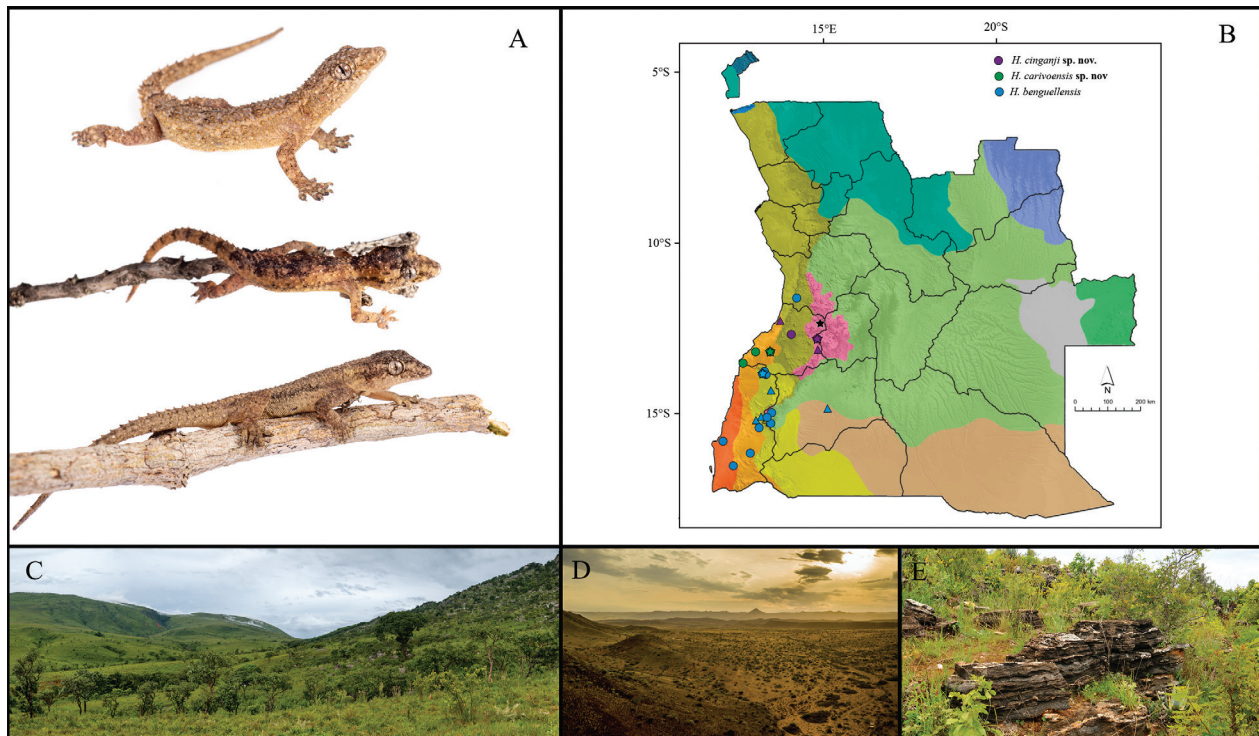 A
B
15°E
20°S
5°S
10°S
15°S
H. cinganji sp. nov.
H. carivoensis sp. nov
H. benguellensis
N
0 100 200 km
C
D
E